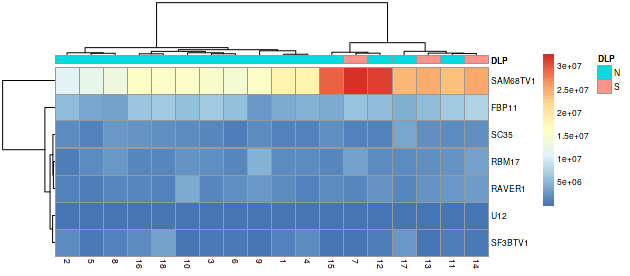 DLP
SAM68TV1
FBP11
SC35
RBM17
RAVER1
U12
SF3BTV1
2 5 8 16 18 10 3 6 9 1 4 15 7 12 17 13 11 14
3e+07
2.5e+07
2e+07
1.5e+07
1e+07
5e+06
DLP
N
S